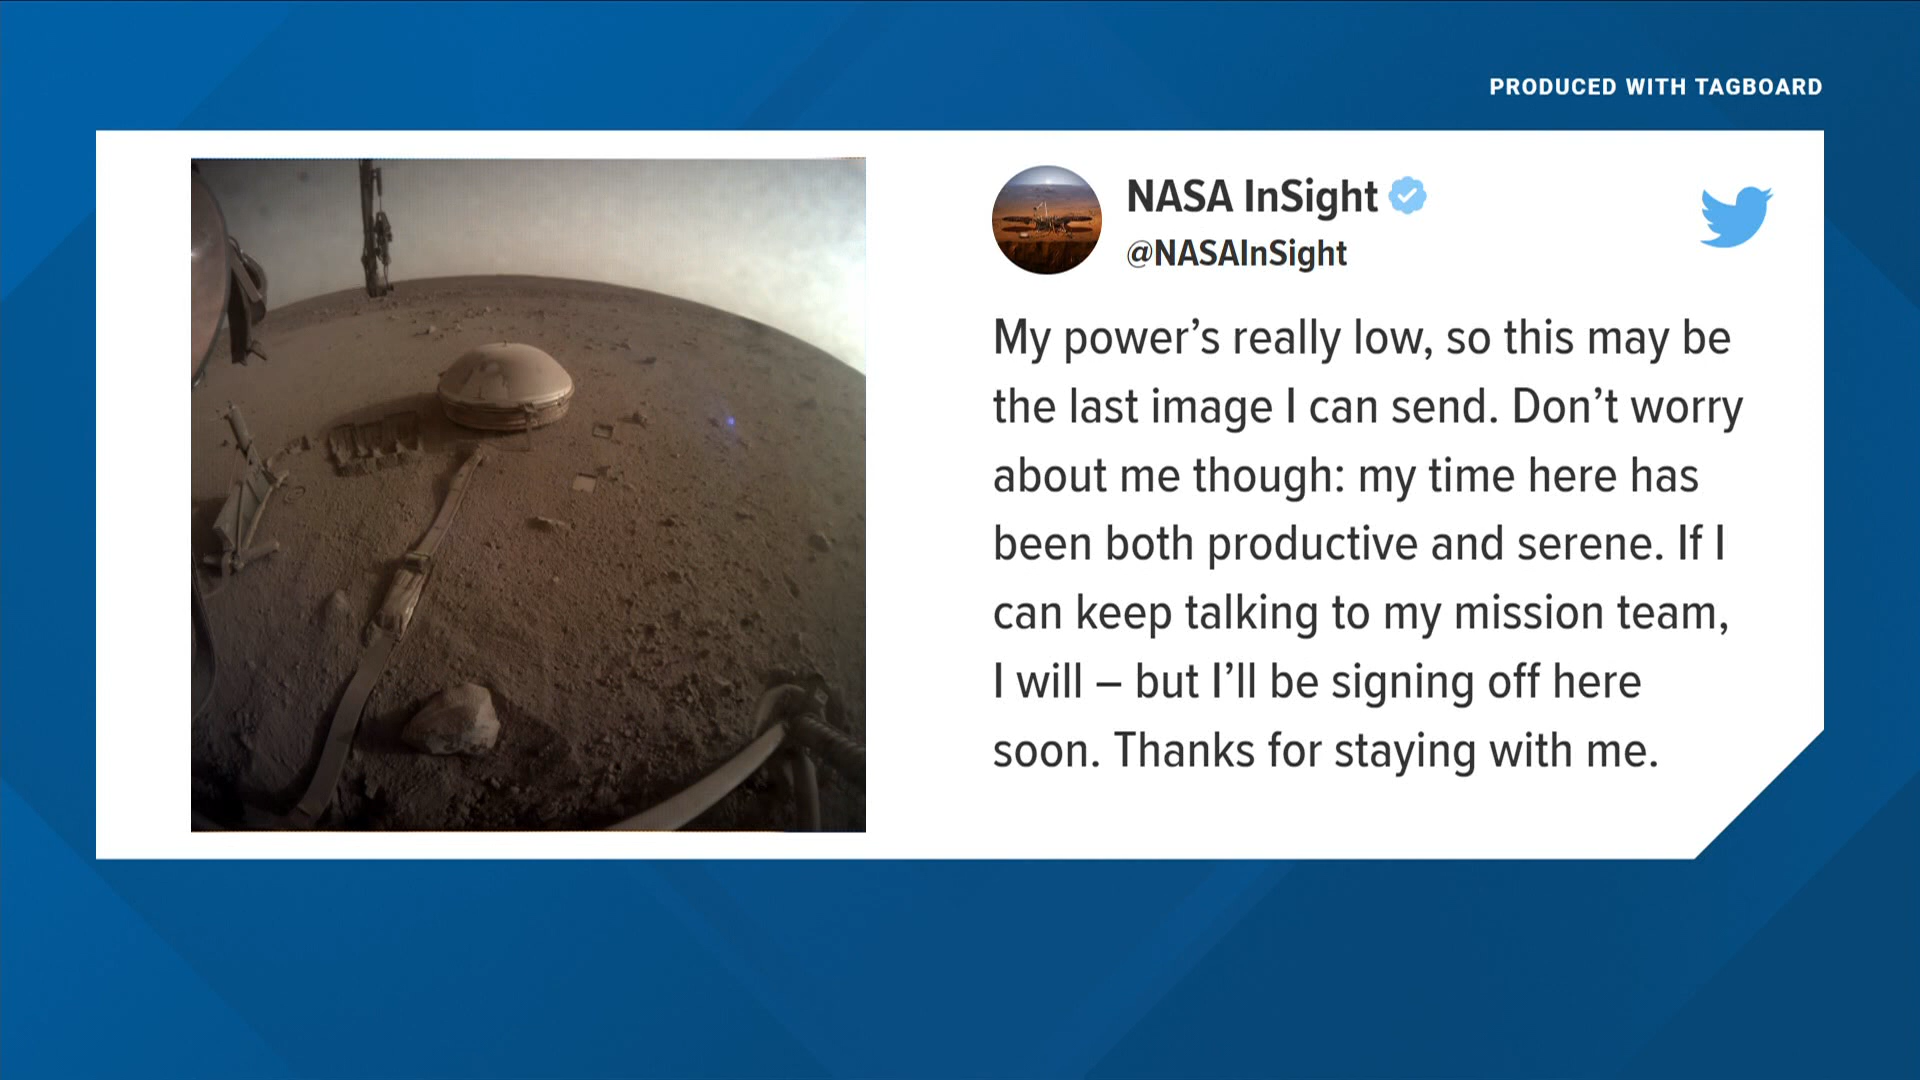 PRODUCED WITH TAGBOARD
NASA InSight
@NASAInSight
My power’s really low, so this may be
the last image I can send. Don’t worry
about me though: my time here has
been both productive and serene. If I
can keep talking to my mission team,
I will – but I’ll be signing off here
soon. Thanks for staying with me.